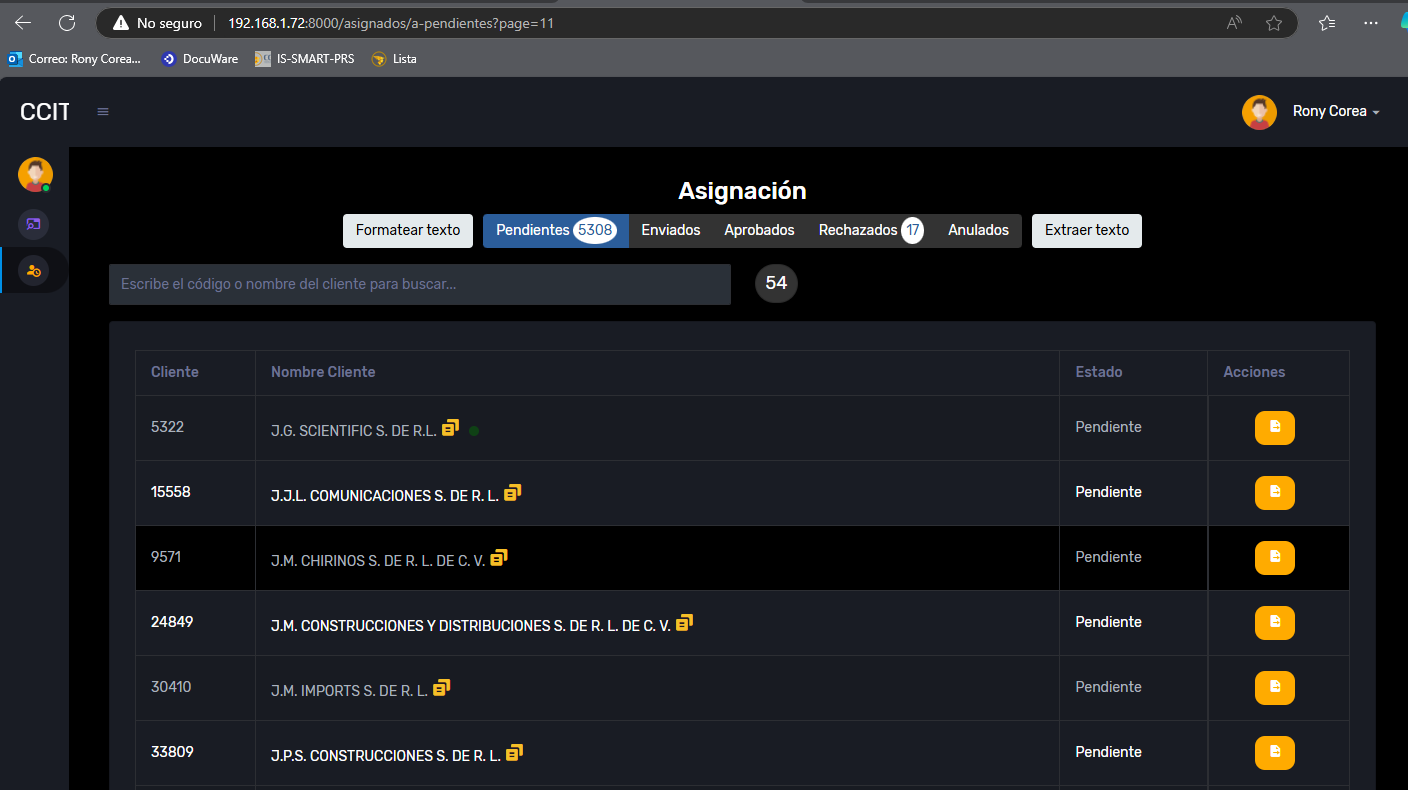 No seguro
192.168.1.72:8000/asignados/a-pendientes?page=11
Correo: Rony Corea... DocuWare IS-SMART-PRS Lista
CCIT Rony Corea
Asignación
Formatear texto Pendientes 5308 Enviados Aprobados Rechazados 17 Anulados Extraer texto
Escribe el código o nombre del cliente para buscar... 54
Cliente Nombre Cliente Estado Acciones
5322 J.G. SCIENTIFIC S. DE R.L. Pendiente
15558 J.J.L. COMUNICACIONES S. DE R. L. Pendiente
9571 J.M. CHIRINOS S. DE R. L. DE C. V. Pendiente
24849 J.M. CONSTRUCCIONES Y DISTRIBUCIONES S. DE R. L. DE C. V. Pendiente
30410 J.M. IMPORTS S. DE R. L. Pendiente
33809 J.P.S. CONSTRUCCIONES S. DE R. L. Pendiente